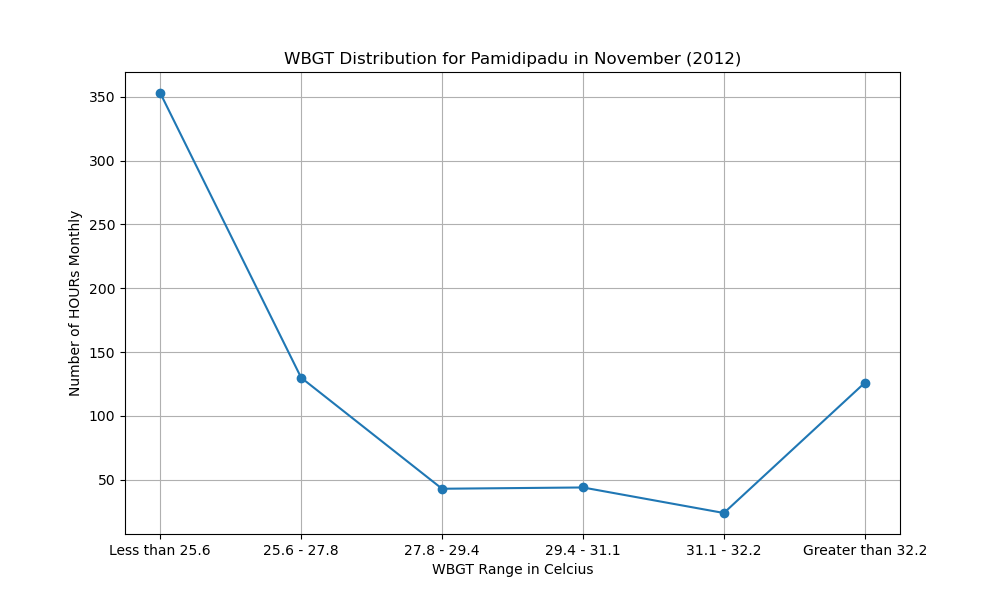 WBGT Distribution for Pamidipadu in November (2012)
Number of HOURs Monthly
350
300
250
200
150
100
50
Less than 25.6
25.6 - 27.8
27.8 - 29.4
29.4 - 31.1
31.1 - 32.2
Greater than 32.2
WBGT Range in Celcius